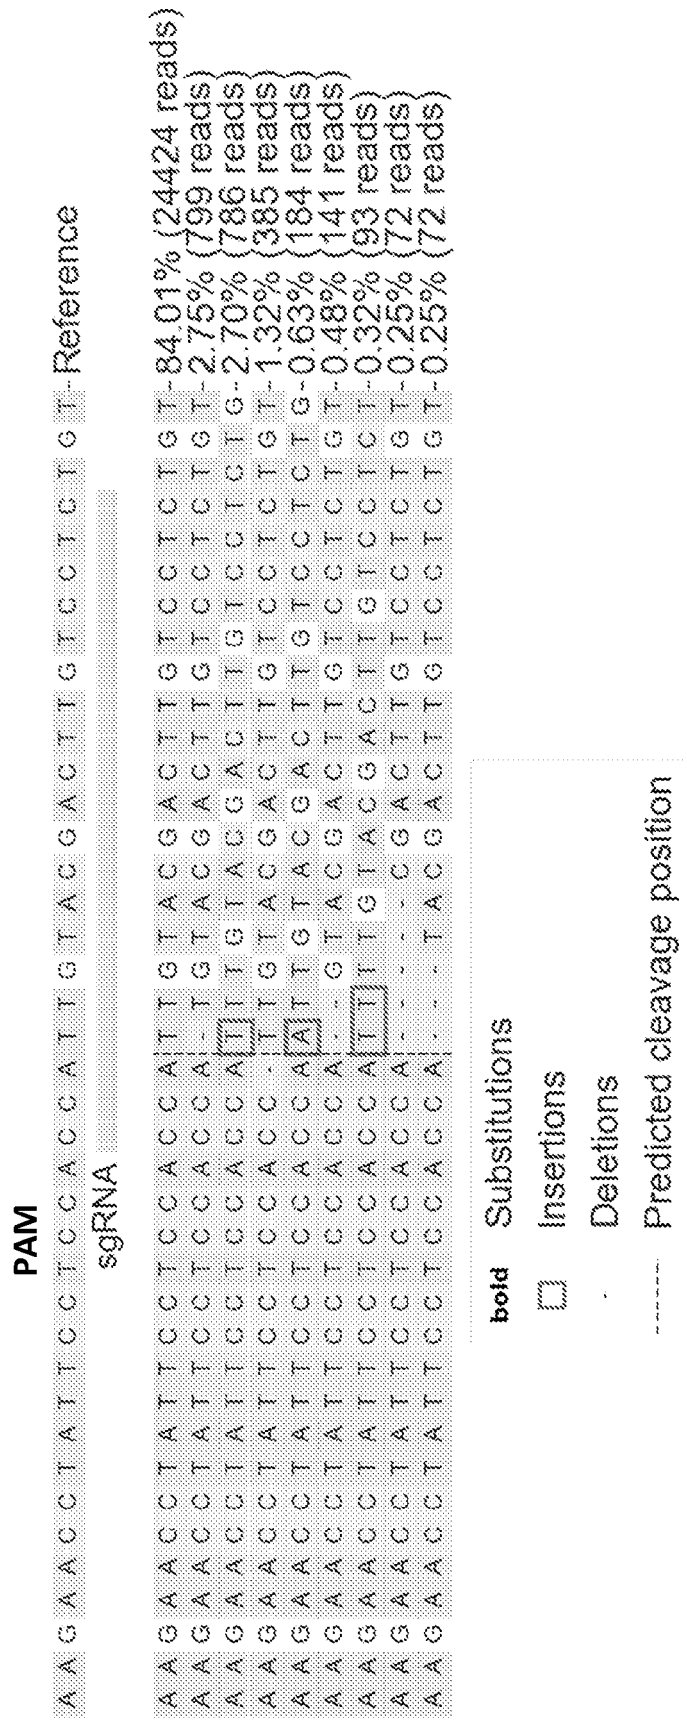 PAM
A A G A A C C T A T T C C T C C A C C A T T G T A C G A C T T G T C C T C T G T -Reference
sgRNA
A A G A A C C T A T T C C T C C A C C A T T G T A C G A C T T G T C C T C T G T -84.01% (24424 reads)
A A G A A C C T A T T C C T C C A C C A - T G T A C G A C T T G T C C T C T G T -2.75% (799 reads)
A A G A A C C T A T T C C T C C A C C A T T T G T A C G A C T T G T C C T C T G -2.70% (786 reads)
A A G A A C C T A T T C C T C C A C C - T T G T A C G A C T T G T C C T C T G T -1.32% (385 reads)
A A G A A C C T A T T C C T C C A C C A A T T G T A C G A C T T G T C C T C T G -0.63% (184 reads)
A A G A A C C T A T T C C T C C A C C A - - G T A C G A C T T G T C C T C T G T -0.48% (141 reads)
A A G A A C C T A T T C C T C C A C C A T T T T G T A C G A C T T G T C C T C T -0.32% (93 reads)
A A G A A C C T A T T C C T C C A C C A - - - - - C G A C T T G T C C T C T G T -0.25% (72 reads)
A A G A A C C T A T T C C T C C A C C A - - - T A C G A C T T G T C C T C T G T -0.25% (72 reads)
bold Substitutions
Insertions
- Deletions
Predicted cleavage position